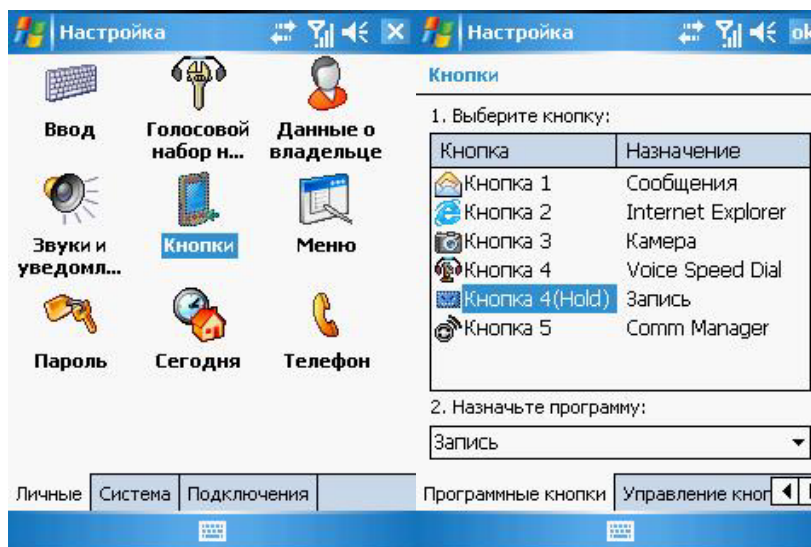 Настройка
Ввод
Голосовой набор н...
Данные о владельце
Звуки и уведомл...
Кнопки
Меню
Пароль
Сегодня
Телефон
Личные Система Подключения
Настройка ok
Кнопки
1. Выберите кнопку:
Кнопка Назначение
Кнопка 1 Сообщения
Кнопка 2 Internet Explorer
Кнопка 3 Камера
Кнопка 4 Voice Speed Dial
Кнопка 4(Hold) Запись
Кнопка 5 Comm Manager
2. Назначьте программу:
Запись
Программные кнопки Управление кноп